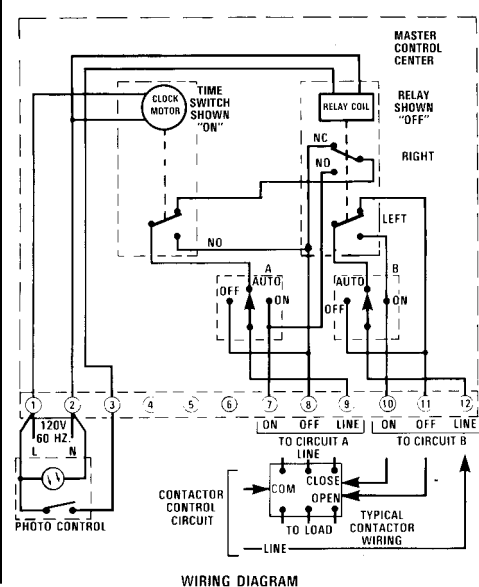 MASTER
CONTROL
CENTER
TIME
SWITCH
SHOWN
"ON"
CLOCK
MOTOR
RELAY COIL
RELAY
SHOWN
"OFF"
NC
NO
RIGHT
LEFT
NO
A
AUTO
OFF
ON
B
AUTO
OFF
ON
1 2 3 4 5 6 7 8 9 10 11 12
120V
60 HZ.
L N
ON OFF LINE
TO CIRCUIT A
ON OFF LINE
TO CIRCUIT B
PHOTO CONTROL
LINE
CONTACTOR
CONTROL
CIRCUIT
COM
CLOSE
OPEN
TO LOAD
TYPICAL
CONTACTOR
WIRING
LINE
WIRING DIAGRAM